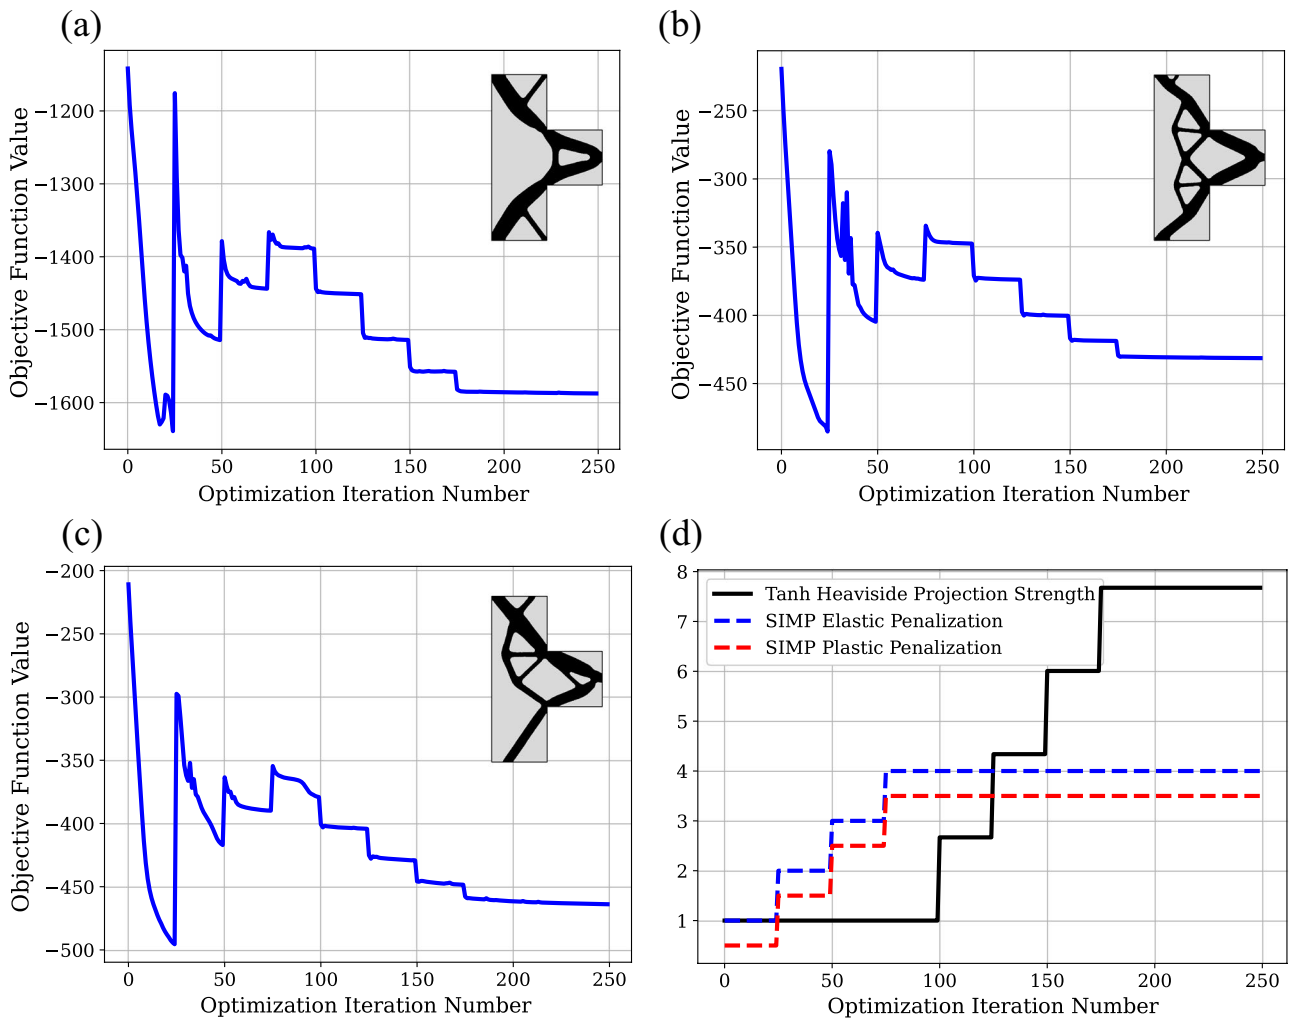 (a)
Objective Function Value
−1200
−1300
−1400
−1500
−1600
0 50 100 150 200 250
Optimization Iteration Number
(b)
Objective Function Value
−250
−300
−350
−400
−450
0 50 100 150 200 250
Optimization Iteration Number
(c)
Objective Function Value
−200
−250
−300
−350
−400
−450
−500
0 50 100 150 200 250
Optimization Iteration Number
(d)
8
7
6
5
4
3
2
1
Tanh Heaviside Projection Strength
SIMP Elastic Penalization
SIMP Plastic Penalization
0 50 100 150 200 250
Optimization Iteration Number